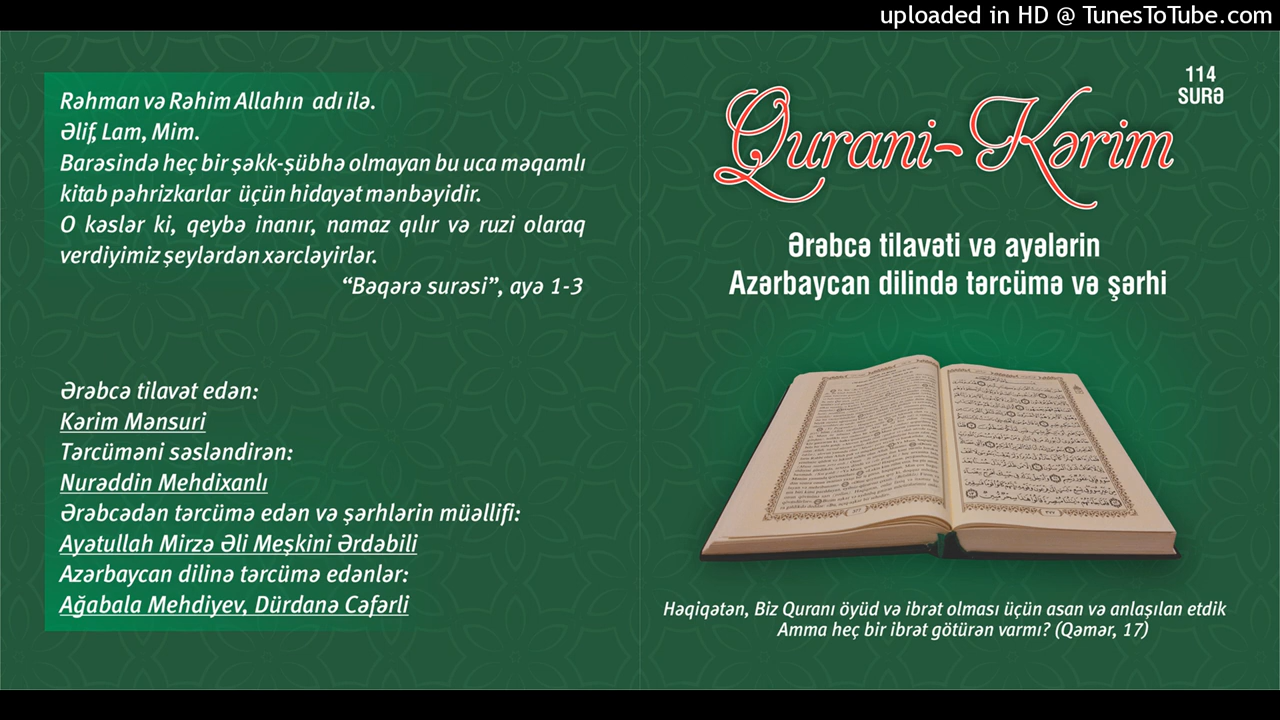 uploaded in HD @ TunesToTube.com
Rəhman və Rəhim Allahın adı ilə.
Əlif, Lam, Mim.
Barəsində heç bir şəkk-şübhə olmayan bu uca məqamlı
kitab pəhrizkarlar üçün hidayət mənbəyidir.
O kəslər ki, qeybə inanır, namaz qılır və ruzi olaraq
verdiyimiz şeylərdən xərcləyirlər.
“Bəqərə surəsi”, ayə 1-3
Ərəbcə tilavət edən:
Kərim Mənsuri
Tərcüməni səsləndirən:
Nurəddin Mehdixanlı
Ərəbcədən tərcümə edən və şərhlərin müəllifi:
Ayətullah Mirzə Əli Meşkini Ərdəbili
Azərbaycan dilinə tərcümə edənlər:
Ağabala Mehdiyev, Dürdanə Cəfərli
114
SURƏ
Qurani-Kərim
Ərəbcə tilavəti və ayələrin
Azərbaycan dilində tərcümə və şərhi
Həqiqətən, Biz Quranı öyüd və ibrət olması üçün asan və anlaşılan etdik
Amma heç bir ibrət götürən varmı? (Qəmər, 17)